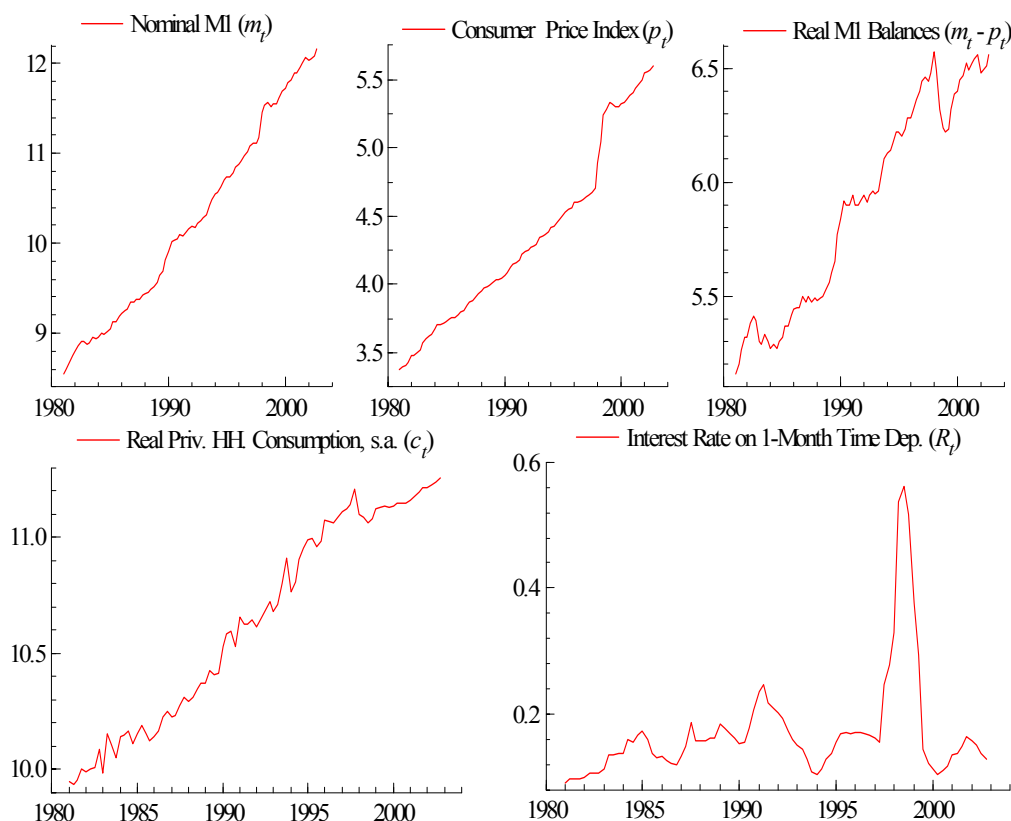 Nominal M1 (m_t)
12
11
10
9
1980 1990 2000
Consumer Price Index (p_t)
5.5
5.0
4.5
4.0
3.5
1980 1990 2000
Real M1 Balances (m_t - p_t)
6.5
6.0
5.5
1980 1990 2000
Real Priv. HH. Consumption, s.a. (c_t)
11.0
10.5
10.0
1980 1985 1990 1995 2000
Interest Rate on 1-Month Time Dep. (R_t)
0.6
0.4
0.2
1980 1985 1990 1995 2000